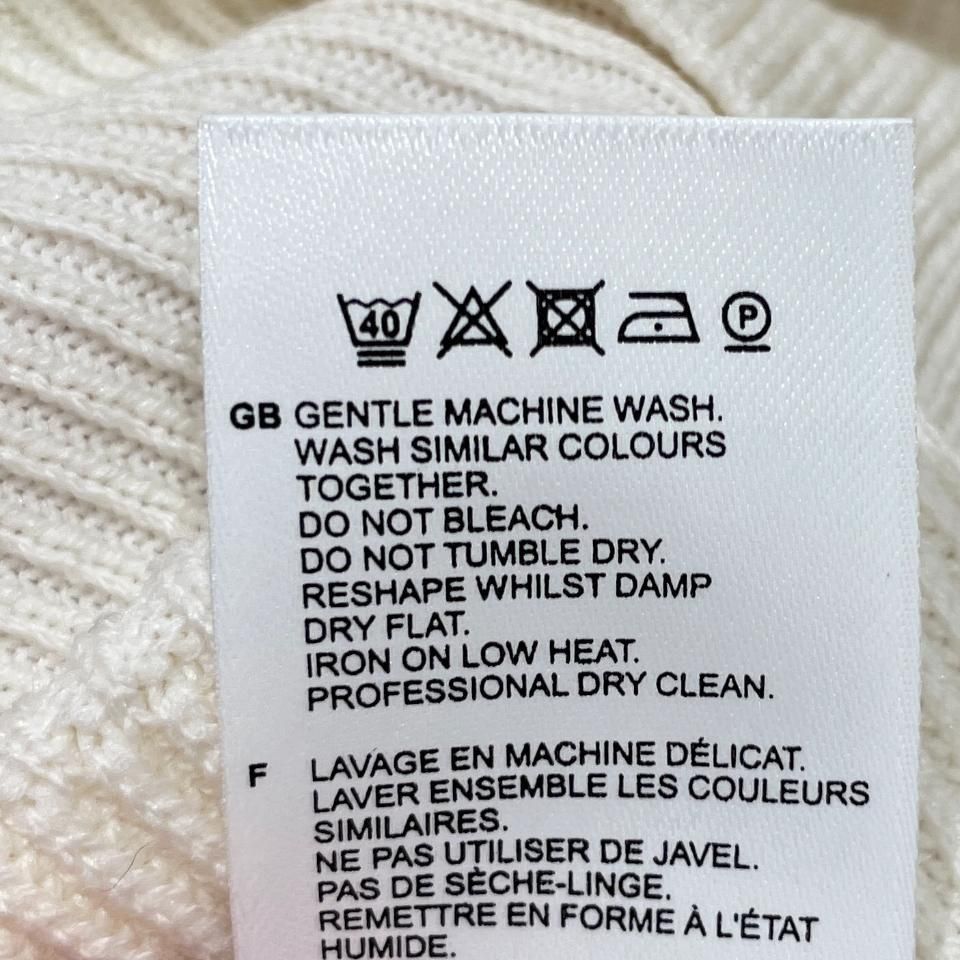 40
P
GB GENTLE MACHINE WASH.
WASH SIMILAR COLOURS
TOGETHER.
DO NOT BLEACH.
DO NOT TUMBLE DRY.
RESHAPE WHILST DAMP
DRY FLAT.
IRON ON LOW HEAT.
PROFESSIONAL DRY CLEAN.
F LAVAGE EN MACHINE DÉLICAT.
LAVER ENSEMBLE LES COULEURS
SIMILAIRES.
NE PAS UTILISER DE JAVEL.
PAS DE SÈCHE-LINGE.
REMETTRE EN FORME À L'ÉTAT
HUMIDE.